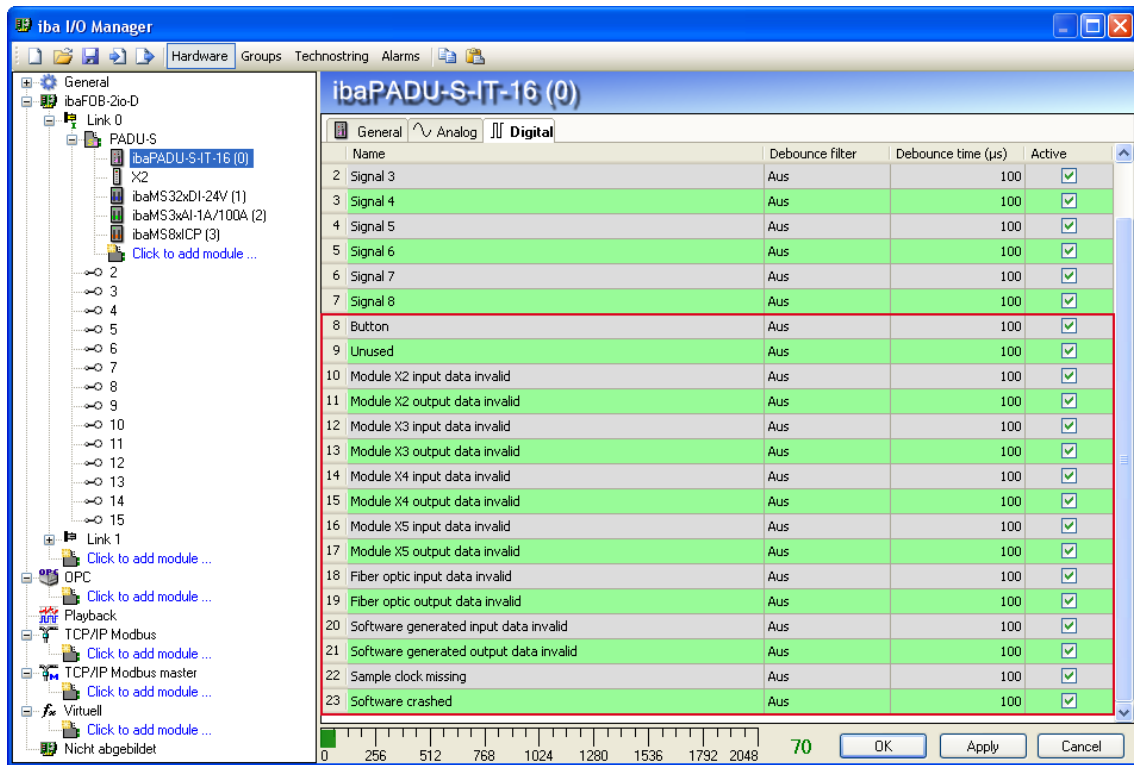 iba I/O Manager
Hardware Groups Technostring Alarms
General
ibaFOB-2io-D
Link 0
PADU-S
ibaPADU-S-IT-16 (0)
X2
ibaMS32xDI-24V (1)
ibaMS3xAI-1A/100A (2)
ibaMS8xICP (3)
Click to add module ...
2
3
4
5
6
7
8
9
10
11
12
13
14
15
Link 1
Click to add module ...
OPC
Click to add module ...
Playback
TCP/IP Modbus
Click to add module ...
TCP/IP Modbus master
Click to add module ...
Virtuell
Click to add module ...
Nicht abgebildet
ibaPADU-S-IT-16 (0)
General Analog Digital
Name Debounce filter Debounce time (µs) Active
2 Signal 3 Aus 100
3 Signal 4 Aus 100
4 Signal 5 Aus 100
5 Signal 6 Aus 100
6 Signal 7 Aus 100
7 Signal 8 Aus 100
8 Button Aus 100
9 Unused Aus 100
10 Module X2 input data invalid Aus 100
11 Module X2 output data invalid Aus 100
12 Module X3 input data invalid Aus 100
13 Module X3 output data invalid Aus 100
14 Module X4 input data invalid Aus 100
15 Module X4 output data invalid Aus 100
16 Module X5 input data invalid Aus 100
17 Module X5 output data invalid Aus 100
18 Fiber optic input data invalid Aus 100
19 Fiber optic output data invalid Aus 100
20 Software generated input data invalid Aus 100
21 Software generated output data invalid Aus 100
22 Sample clock missing Aus 100
23 Software crashed Aus 100
0 256 512 768 1024 1280 1536 1792 2048 70 OK Apply Cancel